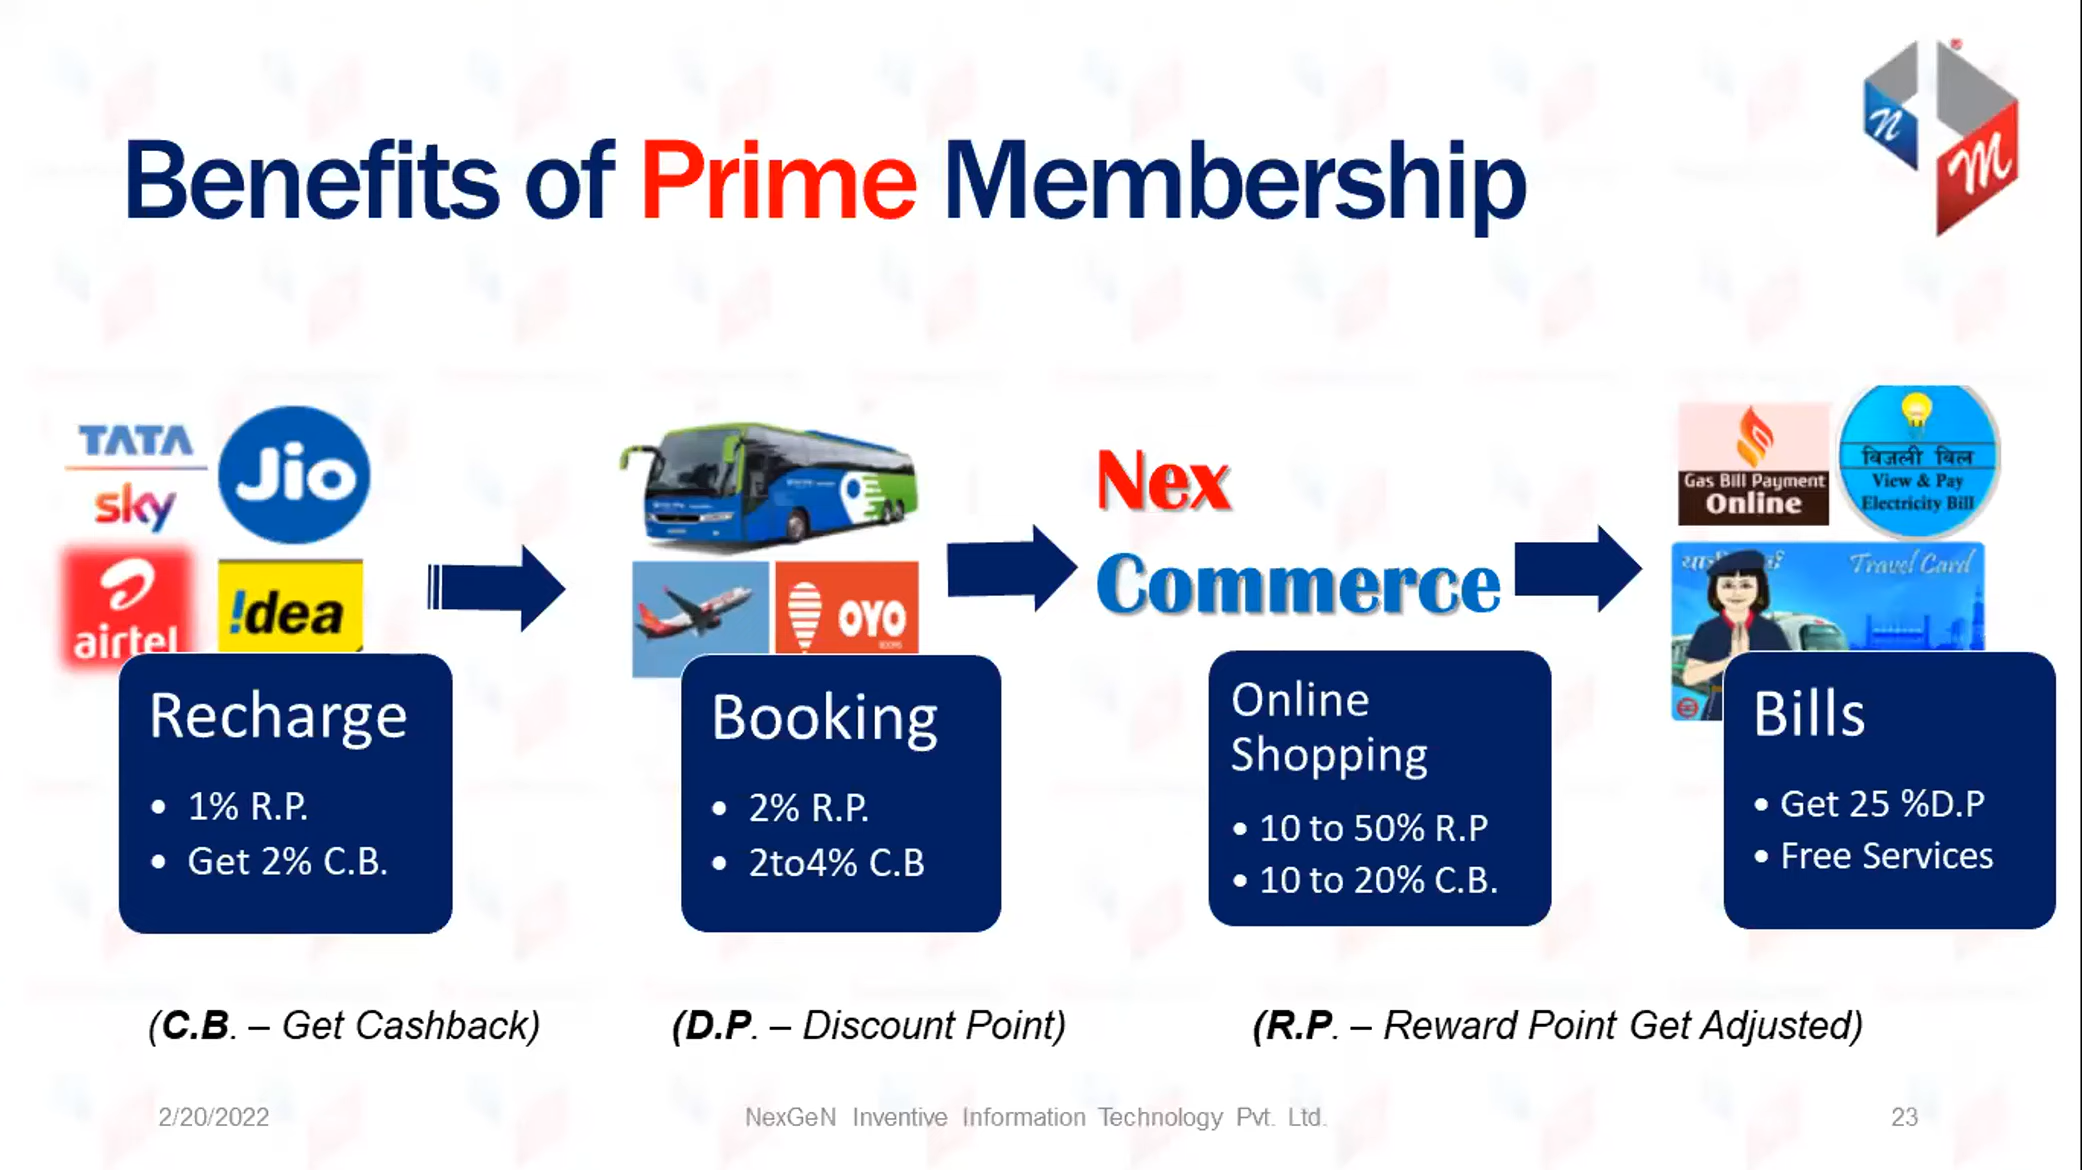 Benefits of Prime Membership
n
M
TATA
sky
Jio
airtel
!dea
OYO
ROOMS
Nex
Commerce
Gas Bill Payment
Online
बिजली बिल
View & Pay
Electricity Bill
Travel Card
Recharge
• 1% R.P.
• Get 2% C.B.
Booking
• 2% R.P.
• 2to4% C.B
Online
Shopping
• 10 to 50% R.P
• 10 to 20% C.B.
Bills
• Get 25 %D.P
• Free Services
(C.B. – Get Cashback)
(D.P. – Discount Point)
(R.P. – Reward Point Get Adjusted)
2/20/2022
NexGeN Inventive Information Technology Pvt. Ltd.
23